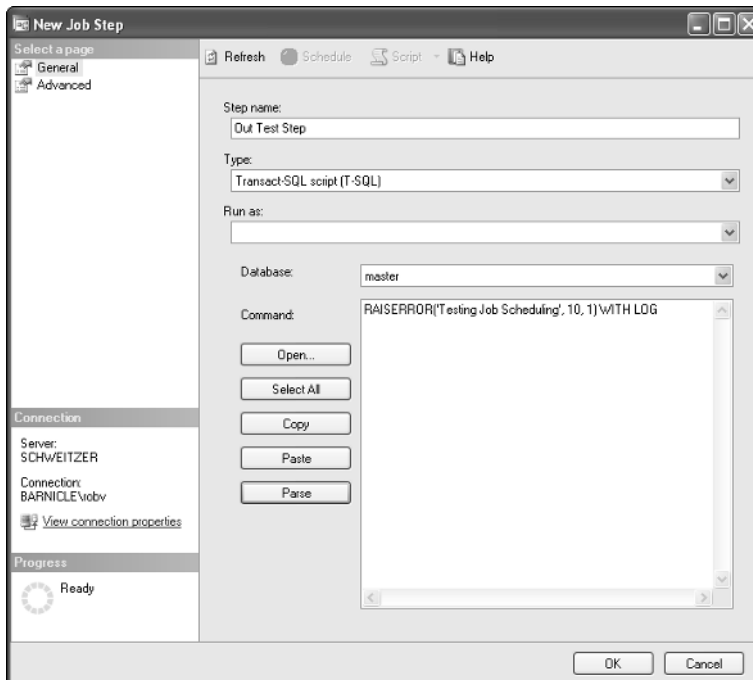 New Job Step
Select a page
General
Advanced
Refresh Schedule Script Help
Step name:
Out Test Step
Type:
Transact-SQL script (T-SQL)
Run as:
Database:
master
Command:
RAISERROR('Testing Job Scheduling', 10, 1) WITH LOG
Open...
Select All
Copy
Paste
Parse
Connection
Server:
SCHWEITZER
Connection:
BARNICLE\robv
View connection properties
Progress
Ready
OK Cancel